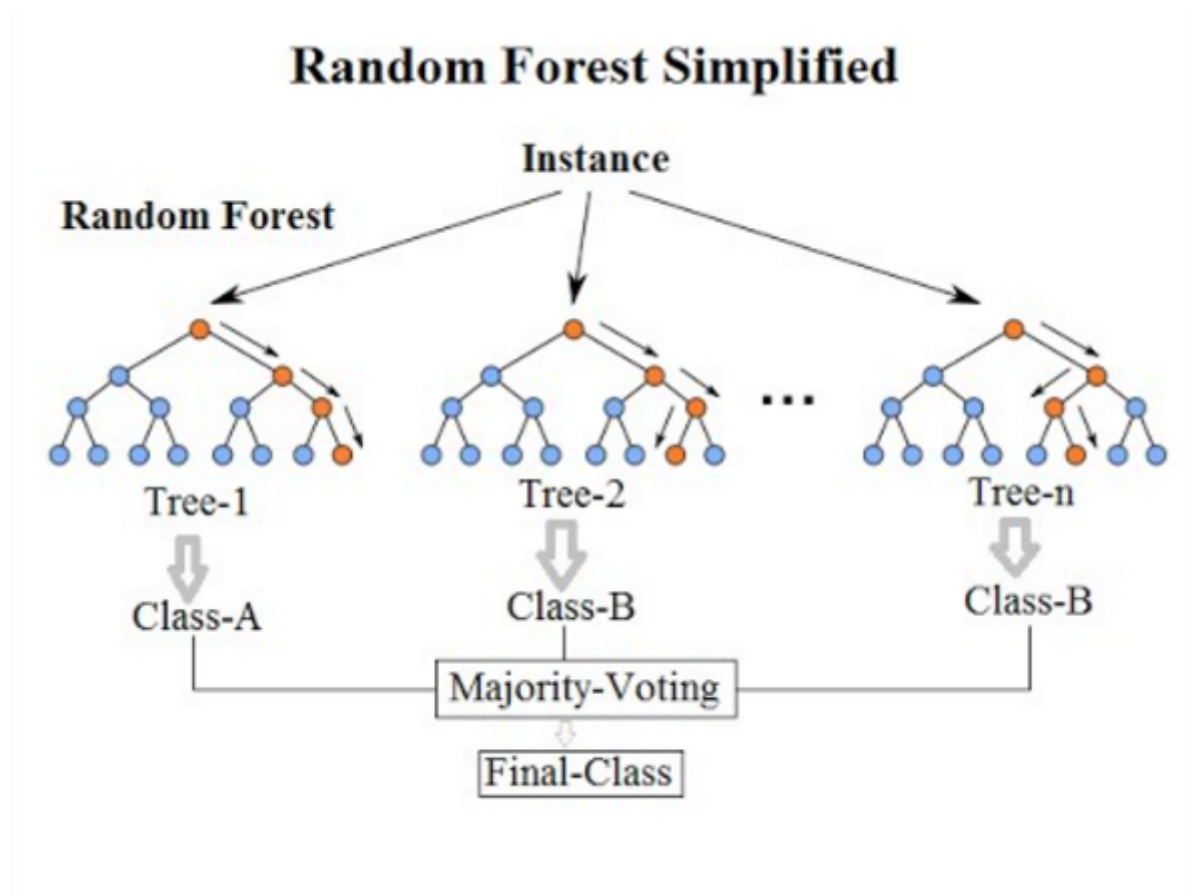 Random Forest Simplified
Instance
Random Forest
...
Tree-1
Tree-2
Tree-n
Class-A
Class-B
Class-B
Majority-Voting
Final-Class